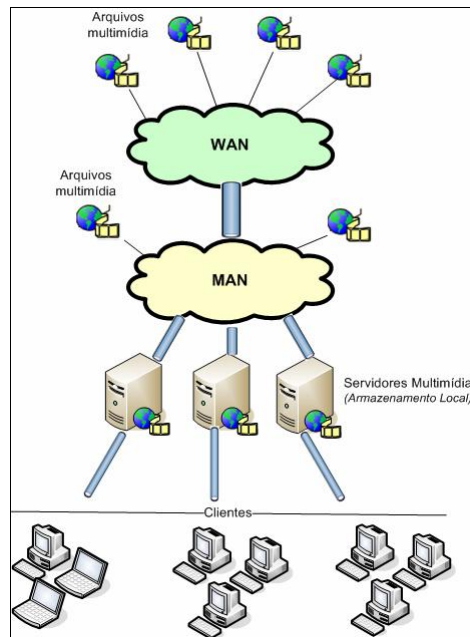 Arquivos
multimídia
WAN
Arquivos
multimídia
MAN
Servidores Multimídia
(Armazenamento Local)
Clientes